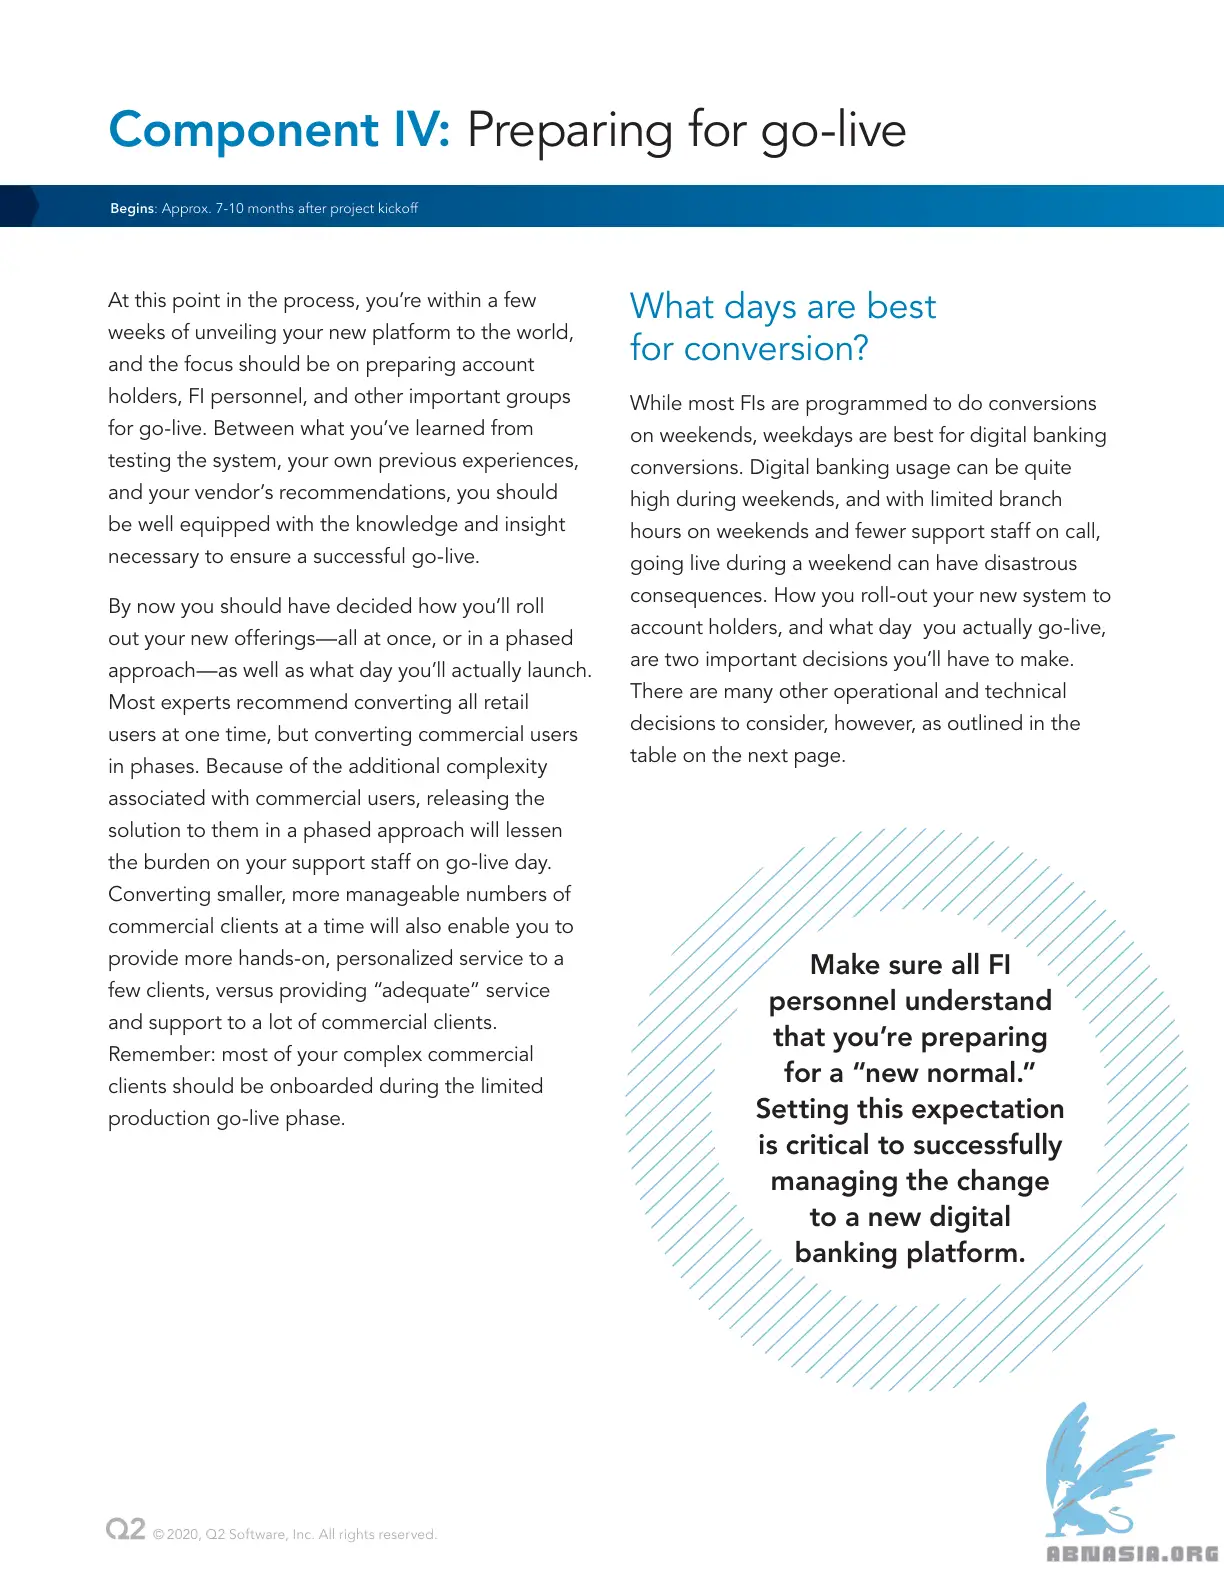 Component IV: Preparing for go-live
Begins: Approx. 7-10 months after project kickoff
At this point in the process, you’re within a few
weeks of unveiling your new platform to the world,
and the focus should be on preparing account
holders, FI personnel, and other important groups
for go-live. Between what you’ve learned from
testing the system, your own previous experiences,
and your vendor’s recommendations, you should
be well equipped with the knowledge and insight
necessary to ensure a successful go-live.
By now you should have decided how you’ll roll
out your new offerings—all at once, or in a phased
approach—as well as what day you’ll actually launch.
Most experts recommend converting all retail
users at one time, but converting commercial users
in phases. Because of the additional complexity
associated with commercial users, releasing the
solution to them in a phased approach will lessen
the burden on your support staff on go-live day.
Converting smaller, more manageable numbers of
commercial clients at a time will also enable you to
provide more hands-on, personalized service to a
few clients, versus providing “adequate” service
and support to a lot of commercial clients.
Remember: most of your complex commercial
clients should be onboarded during the limited
production go-live phase.
What days are best
for conversion?
While most FIs are programmed to do conversions
on weekends, weekdays are best for digital banking
conversions. Digital banking usage can be quite
high during weekends, and with limited branch
hours on weekends and fewer support staff on call,
going live during a weekend can have disastrous
consequences. How you roll-out your new system to
account holders, and what day  you actually go-live,
are two important decisions you’ll have to make.
There are many other operational and technical
decisions to consider, however, as outlined in the
table on the next page.
Make sure all FI
personnel understand
that you’re preparing
for a “new normal.”
Setting this expectation
is critical to successfully
managing the change
to a new digital
banking platform.
Q2 © 2020, Q2 Software, Inc. All rights reserved.
ABNASIA.ORG